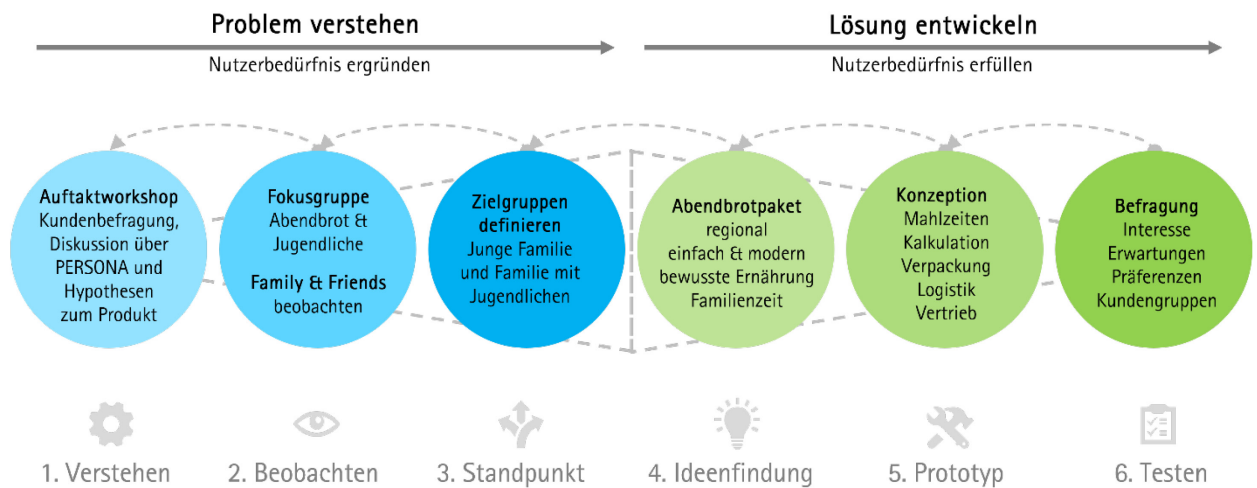 Problem verstehen
Nutzerbedürfnis ergründen
Lösung entwickeln
Nutzerbedürfnis erfüllen
Auftaktworkshop
Kundenbefragung,
Diskussion über
PERSONA und
Hypothesen
zum Produkt
Fokusgruppe
Abendbrot &
Jugendliche
Family & Friends
beobachten
Zielgruppen
definieren
Junge Familie
und Familie mit
Jugendlichen
Abendbrotpaket
regional
einfach & modern
bewusste Ernährung
Familienzeit
Konzeption
Mahlzeiten
Kalkulation
Verpackung
Logistik
Vertrieb
Befragung
Interesse
Erwartungen
Präferenzen
Kundengruppen
1. Verstehen
2. Beobachten
3. Standpunkt
4. Ideenfindung
5. Prototyp
6. Testen